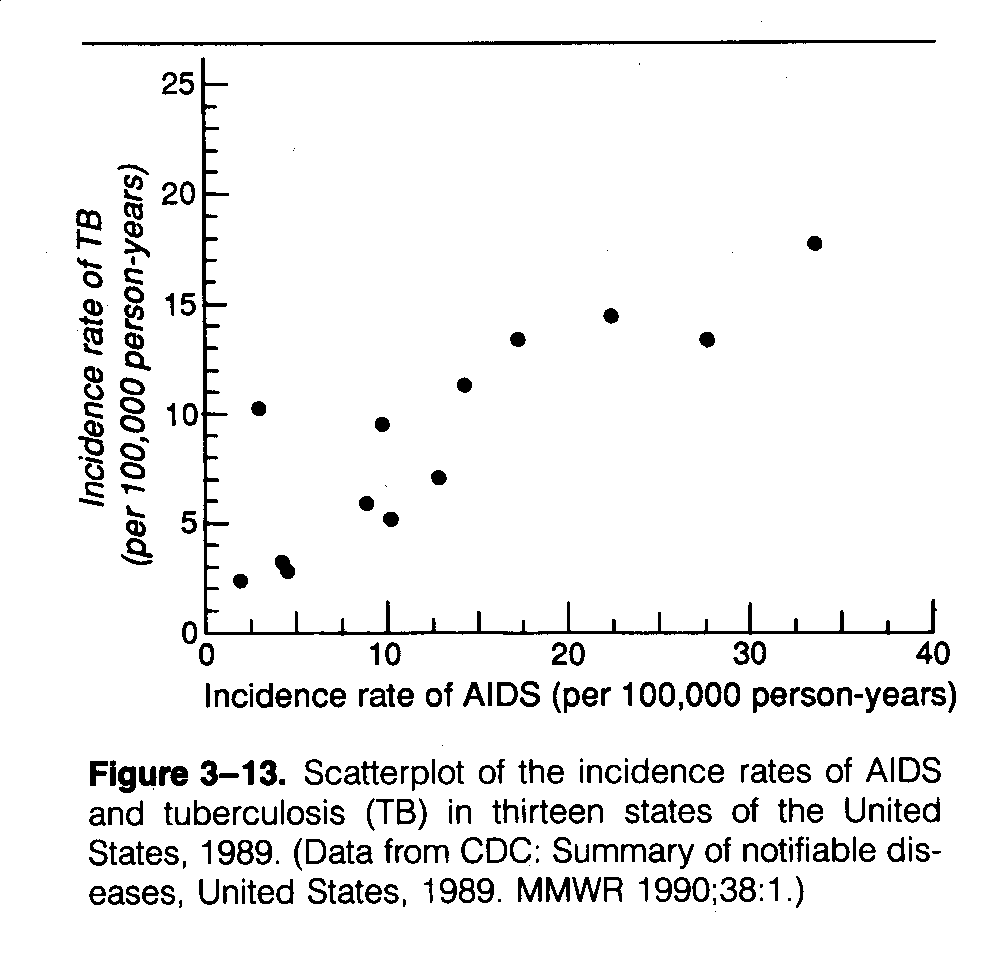 25
20
15
10
5
0
Incidence rate of TB
(per 100,000 person-years)
0 10 20 30 40
Incidence rate of AIDS (per 100,000 person-years)
Figure 3–13. Scatterplot of the incidence rates of AIDS
and tuberculosis (TB) in thirteen states of the United
States, 1989. (Data from CDC: Summary of notifiable dis-
eases, United States, 1989. MMWR 1990;38:1.)